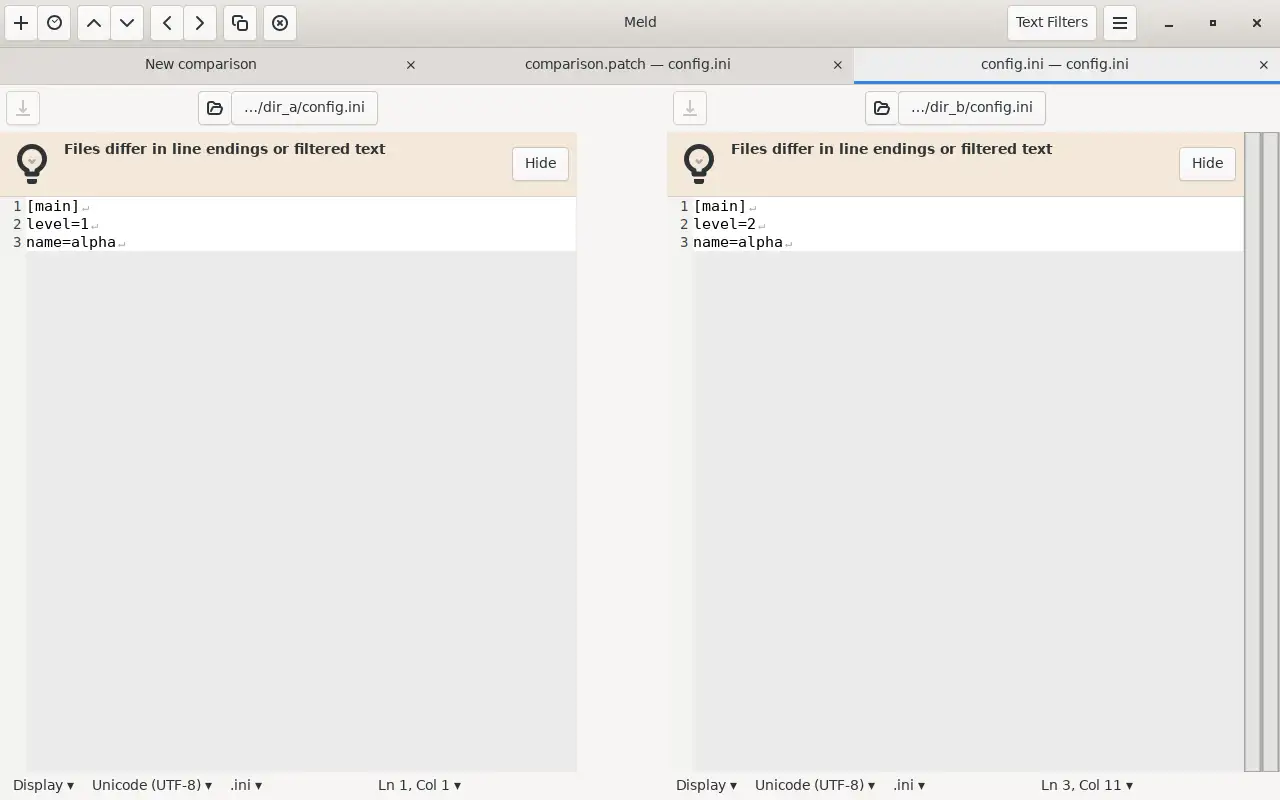 Meld
Text Filters
New comparison
comparison.patch — config.ini
config.ini — config.ini
.../dir_a/config.ini
.../dir_b/config.ini
Files differ in line endings or filtered text
Hide
Files differ in line endings or filtered text
Hide
1 [main]↵
2 level=1↵
3 name=alpha↵
1 [main]↵
2 level=2↵
3 name=alpha↵
Display ▾ Unicode (UTF-8) ▾ .ini ▾ Ln 1, Col 1 ▾
Display ▾ Unicode (UTF-8) ▾ .ini ▾ Ln 3, Col 11 ▾